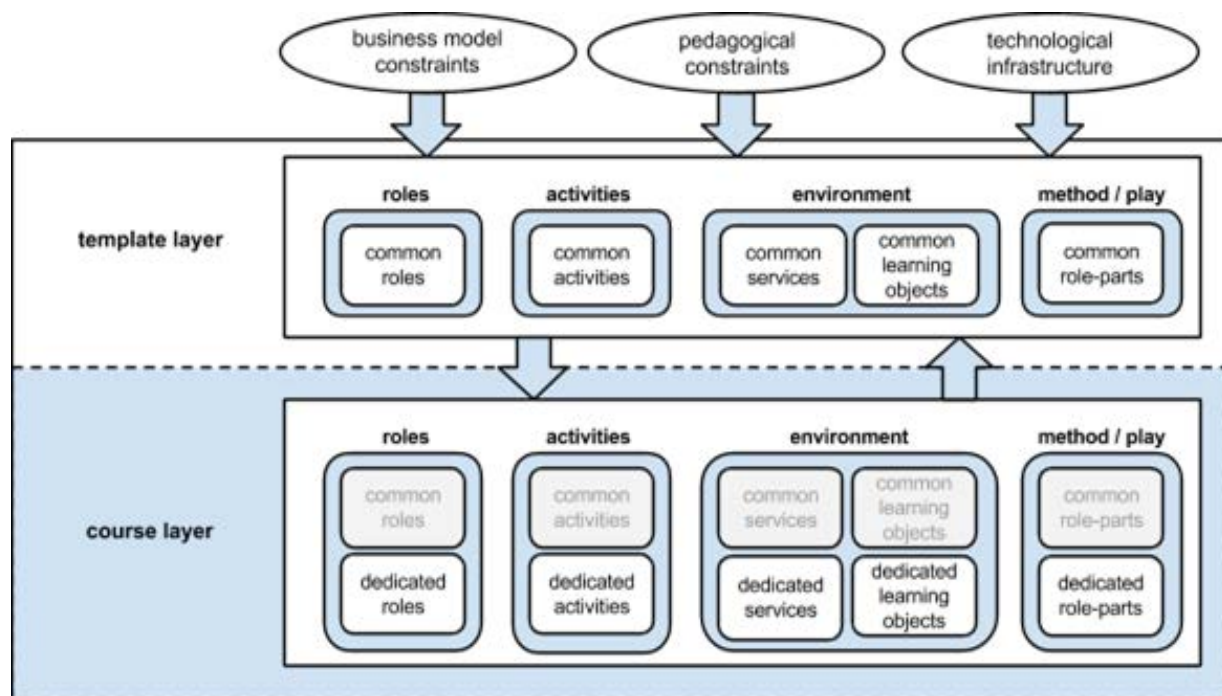 business model
constraints
pedagogical
constraints
technological
infrastructure
template layer
roles
common
roles
activities
common
activities
environment
common
services
common
learning
objects
method / play
common
role-parts
course layer
roles
common
roles
dedicated
roles
activities
common
activities
dedicated
activities
environment
common
services
common
learning
objects
dedicated
services
dedicated
learning
objects
method / play
common
role-parts
dedicated
role-parts